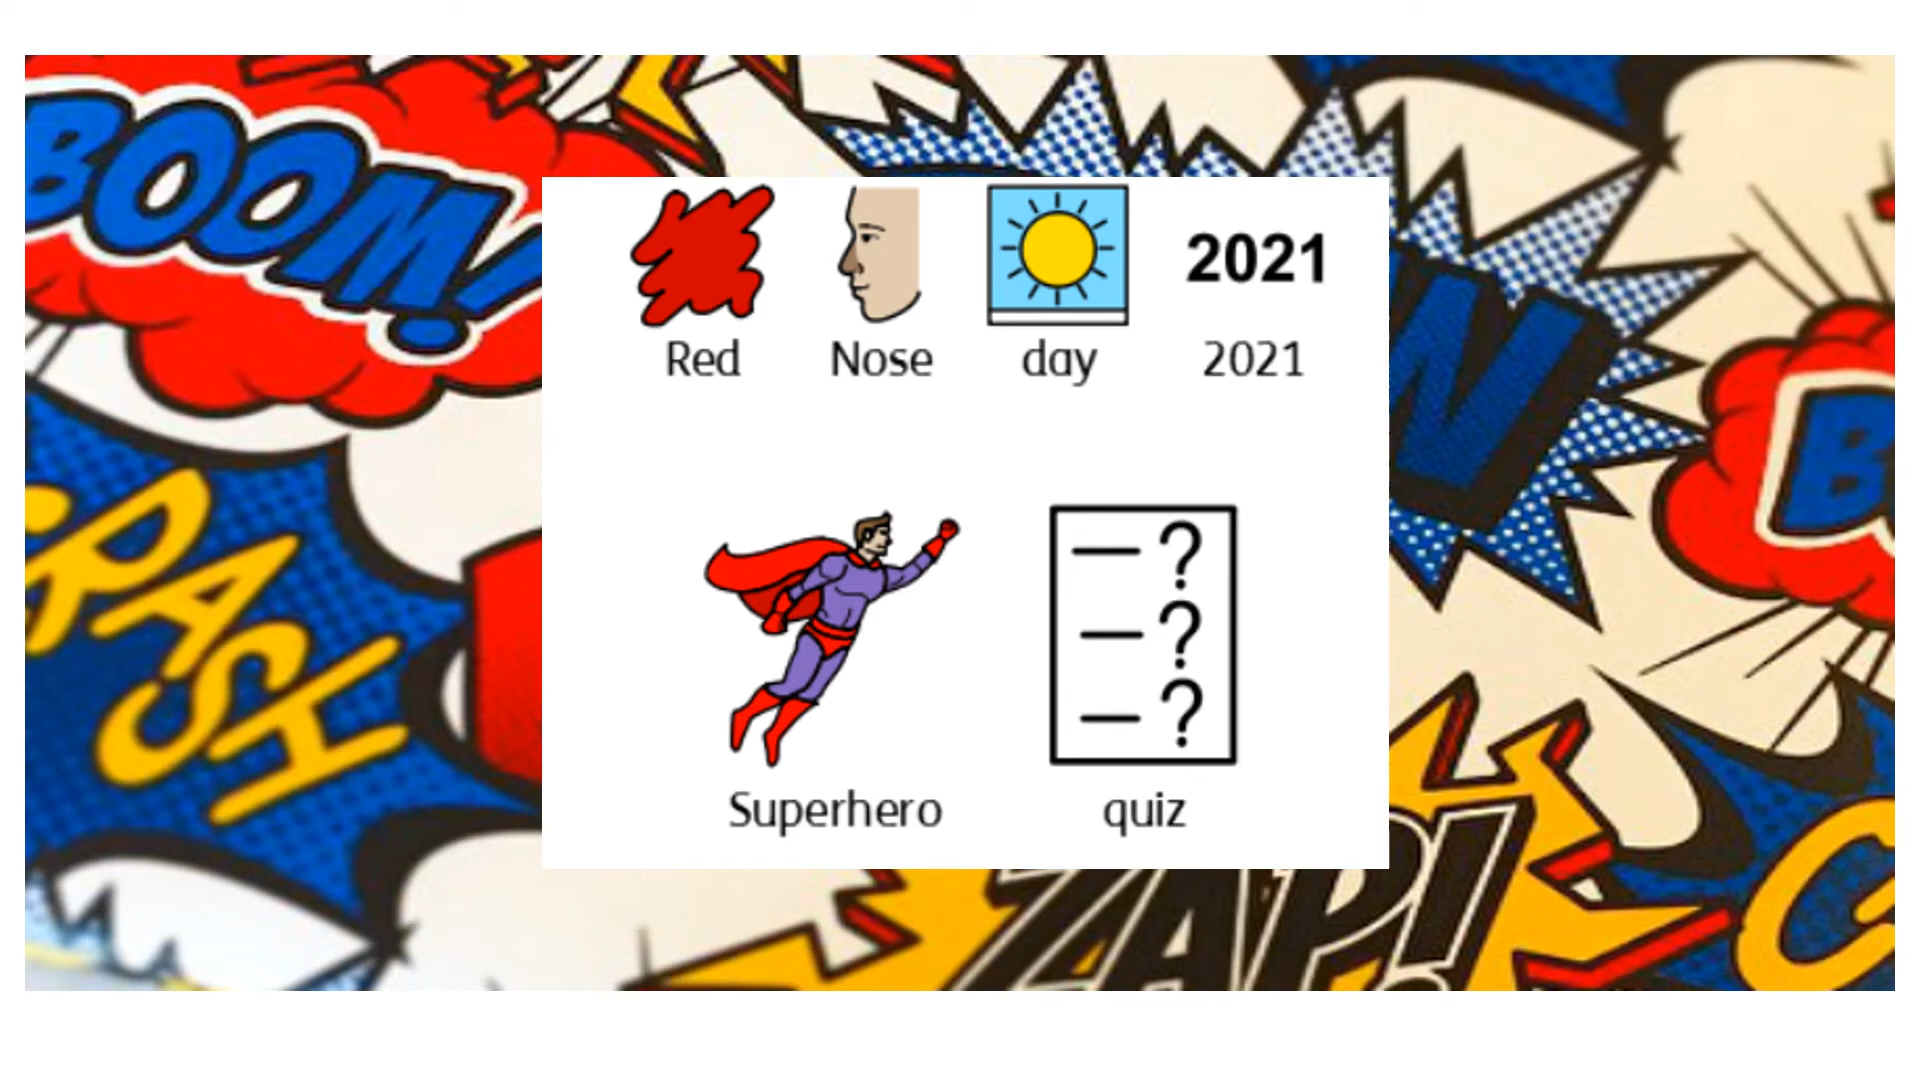 BOOM!
2021
Red Nose day 2021
CRASH
? 
?
?
Superhero quiz
ZAP!